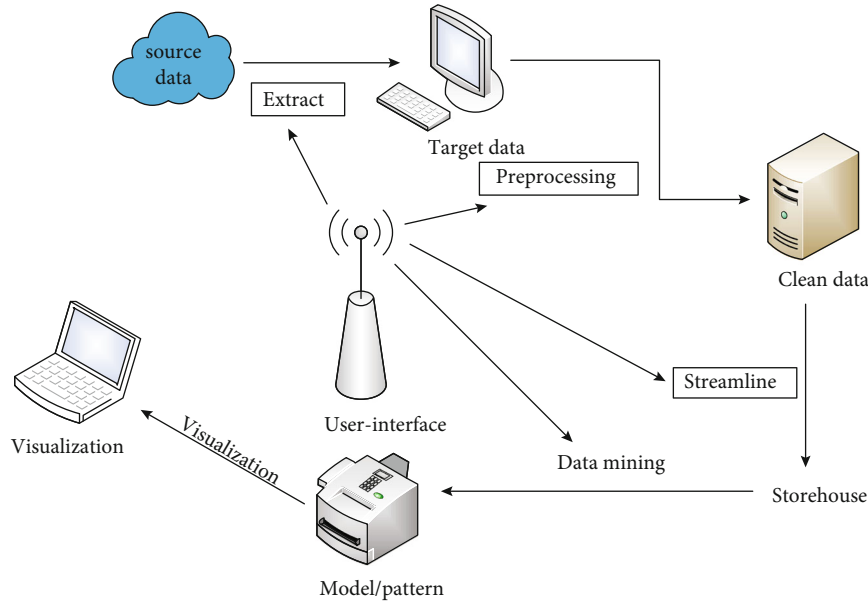 source
data
Extract
Target data
Preprocessing
Clean data
Streamline
User-interface
Visualization
Visualization
Data mining
Storehouse
Model/pattern